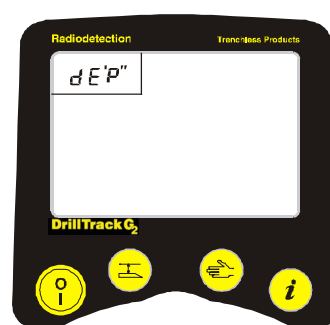 Radiodetection Trenchless Products
dE'P"
DrillTrack G2
O
I
i